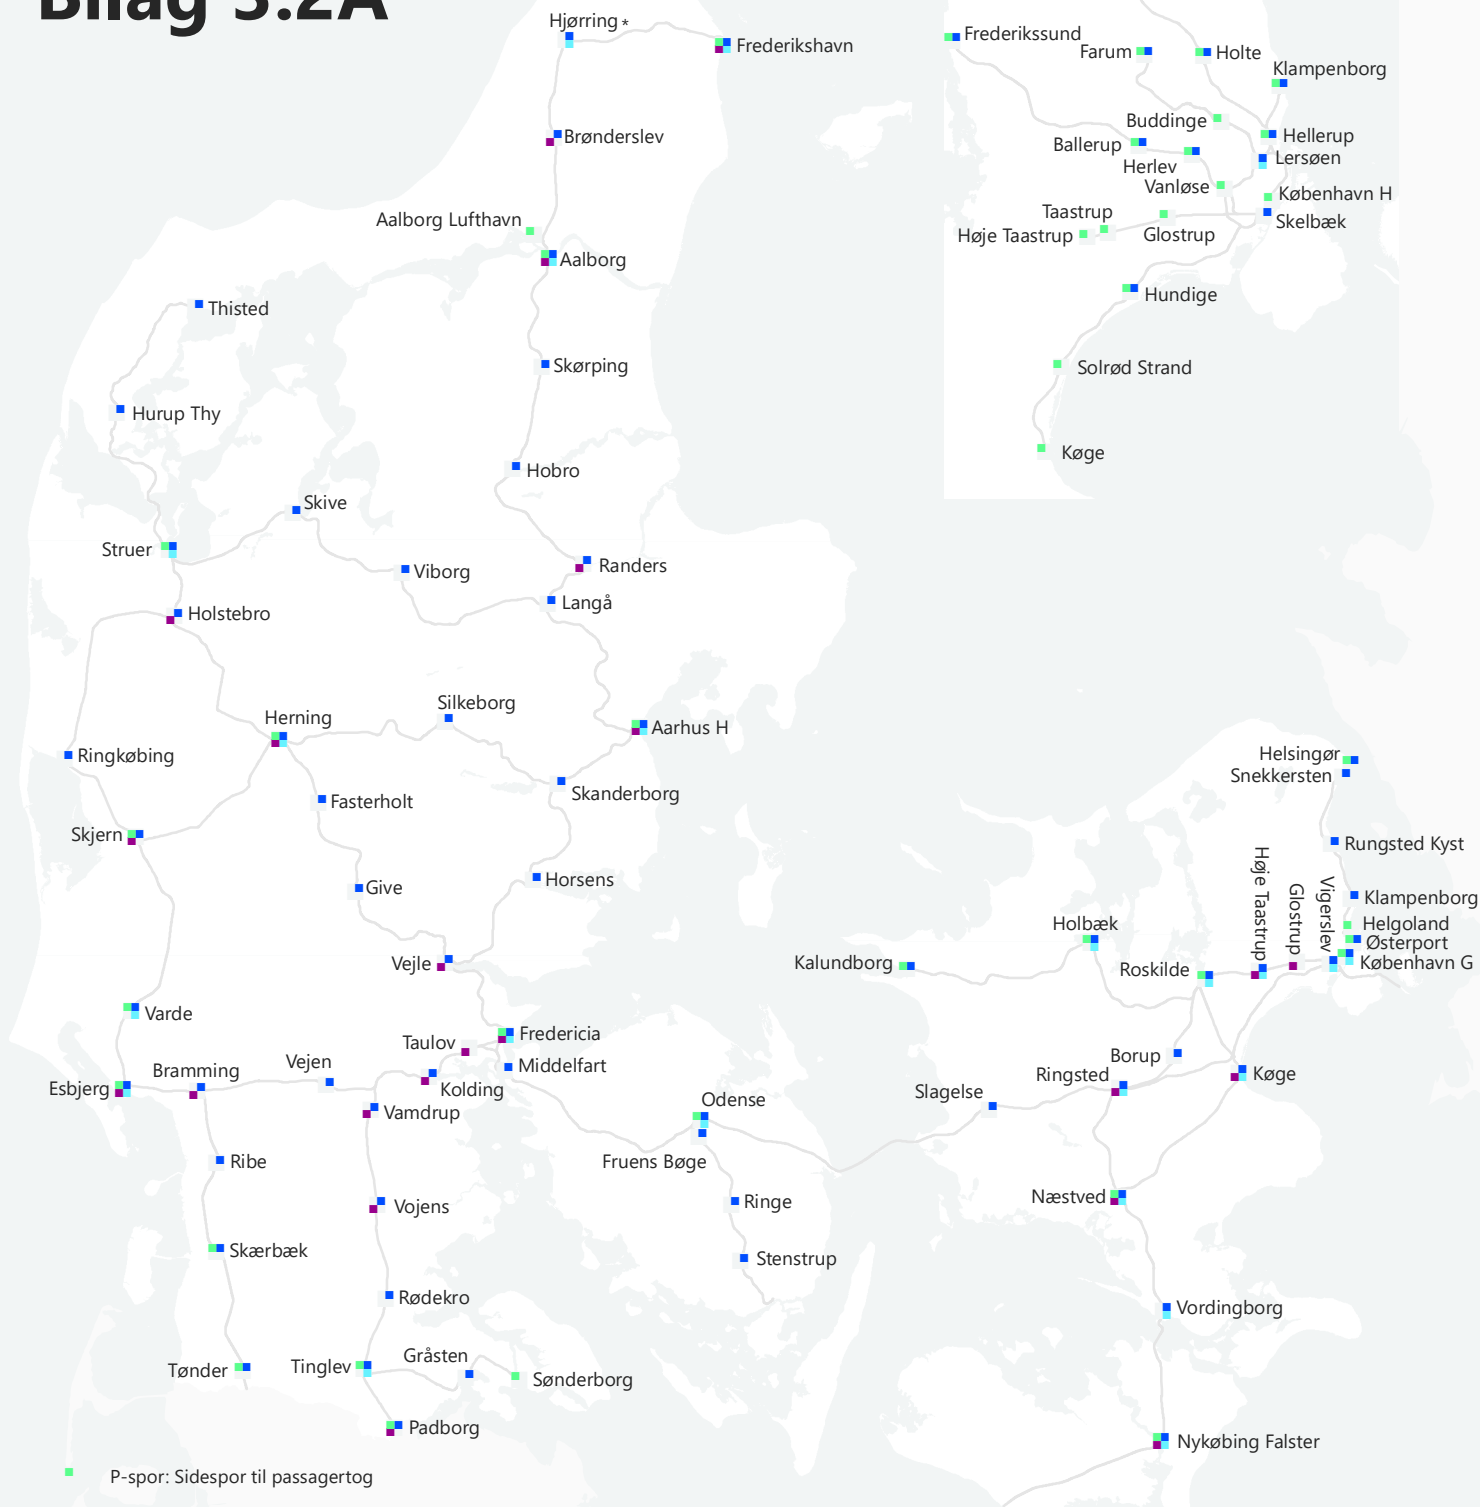 Bilag 3.2A
Hjørring *
Frederikshavn
Brønderslev
Aalborg Lufthavn
Aalborg
Thisted
Skørping
Hurup Thy
Hobro
Skive
Struer
Viborg
Randers
Langå
Holstebro
Silkeborg
Herning
Aarhus H
Ringkøbing
Skanderborg
Fasterholt
Skjern
Horsens
Give
Vejle
Varde
Taulov
Fredericia
Middelfart
Vejen
Bramming
Esbjerg
Kolding
Vamdrup
Odense
Ribe
Fruens Bøge
Vojens
Ringe
Skærbæk
Stenstrup
Rødekro
Gråsten
Tønder
Tinglev
Sønderborg
Padborg
P-spor: Sidespor til passagertog
Frederikssund
Farum
Holte
Klampenborg
Buddinge
Hellerup
Ballerup
Herlev
Lersøen
Vanløse
København H
Taastrup
Skelbæk
Høje Taastrup
Glostrup
Hundige
Solrød Strand
Køge
Helsingør
Snekkersten
Rungsted Kyst
Høje Taastrup
Glostrup
Vigerslev
Klampenborg
Helgoland
Holbæk
Østerport
Kalundborg
Roskilde
København G
Borup
Ringsted
Køge
Slagelse
Næstved
Vordingborg
Nykøbing Falster